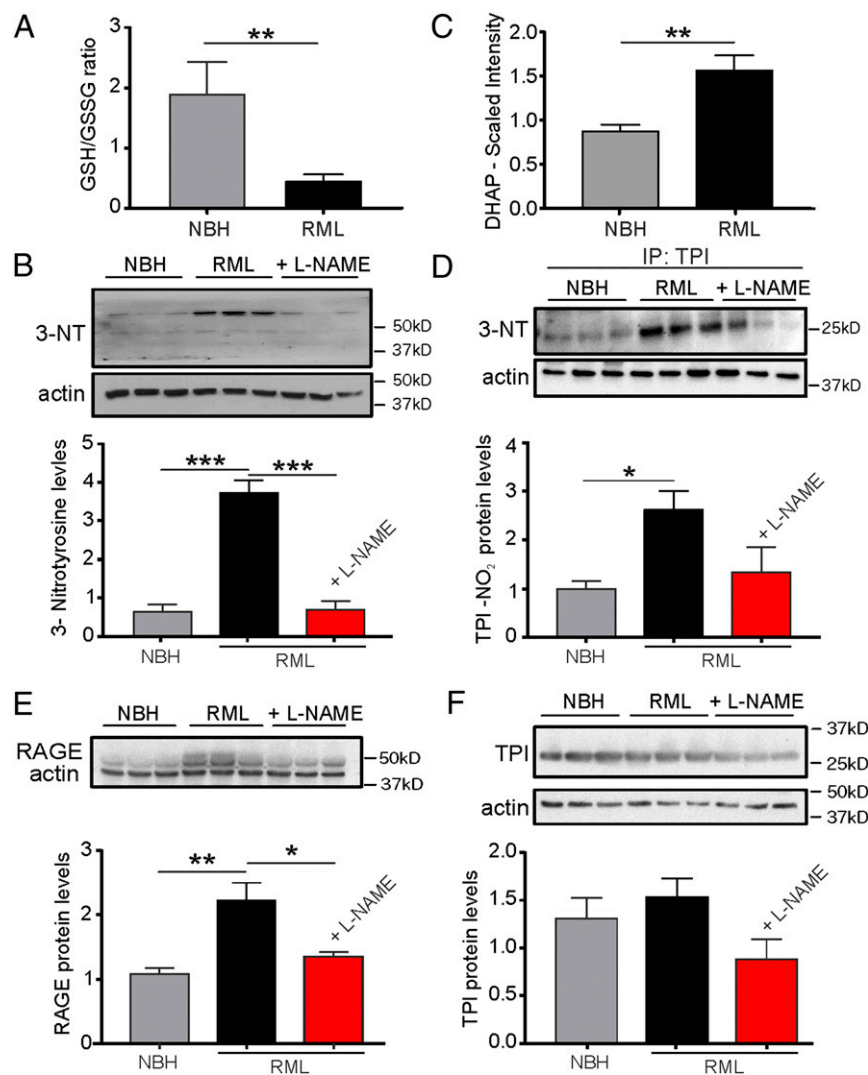 A
GSH/GSSG ratio
3
2
1
0
**
NBH RML
C
DHAP - Scaled Intensity
2.0
1.5
1.0
0.5
0.0
**
NBH RML
B
NBH RML + L-NAME
3-NT
50kD
37kD
actin
50kD
37kD
3- Nitrotyrosine levles
5
4
3
2
1
0
*** ***
+ L-NAME
NBH
RML
D
IP: TPI
NBH RML + L-NAME
3-NT
25kD
actin
37kD
TPI -NO₂ protein levels
4
3
2
1
0
*
+ L-NAME
NBH
RML
E
NBH RML + L-NAME
RAGE
actin
50kD
37kD
RAGE protein levels
3
2
1
0
** *
+ L-NAME
NBH
RML
F
NBH RML + L-NAME
TPI
37kD
25kD
actin
50kD
37kD
TPI protein levels
2.0
1.5
1.0
0.5
0.0
+ L-NAME
NBH
RML